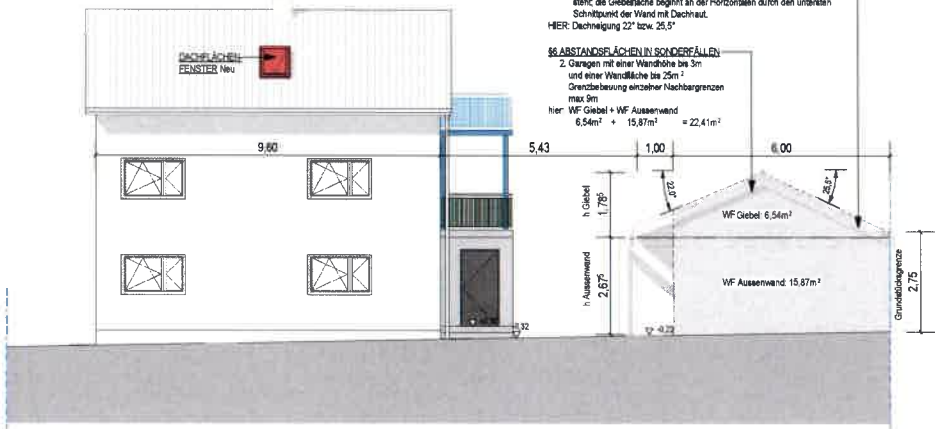 steht, die Giebelfläche beginnt an der Horizontalen durch den untersten
Schnittpunkt der Wand mit Dachhaut.
HIER: Dachneigung 22° bzw. 25,5°
§6 ABSTANDSFLÄCHEN IN SONDERFÄLLEN
2. Garagen mit einer Wandhöhe bis 3m
und einer Wandfläche bis 25m²
Grenzbebauung einzelner Nachbargrenzen
max 9m
hier: WF Giebel + WF Aussenwand
6,54m² + 15,87m² = 22,41m²
DACHFLÄCHEN
FENSTER Neu
9,60
5,43
1,00
6,00
h Giebel
1,78⁵
22,0°
25,5°
WF Giebel: 6,54m²
h Aussenwand
2,67⁵
WF Aussenwand: 15,87m²
Grundstücksgrenze
2,75
-0,22